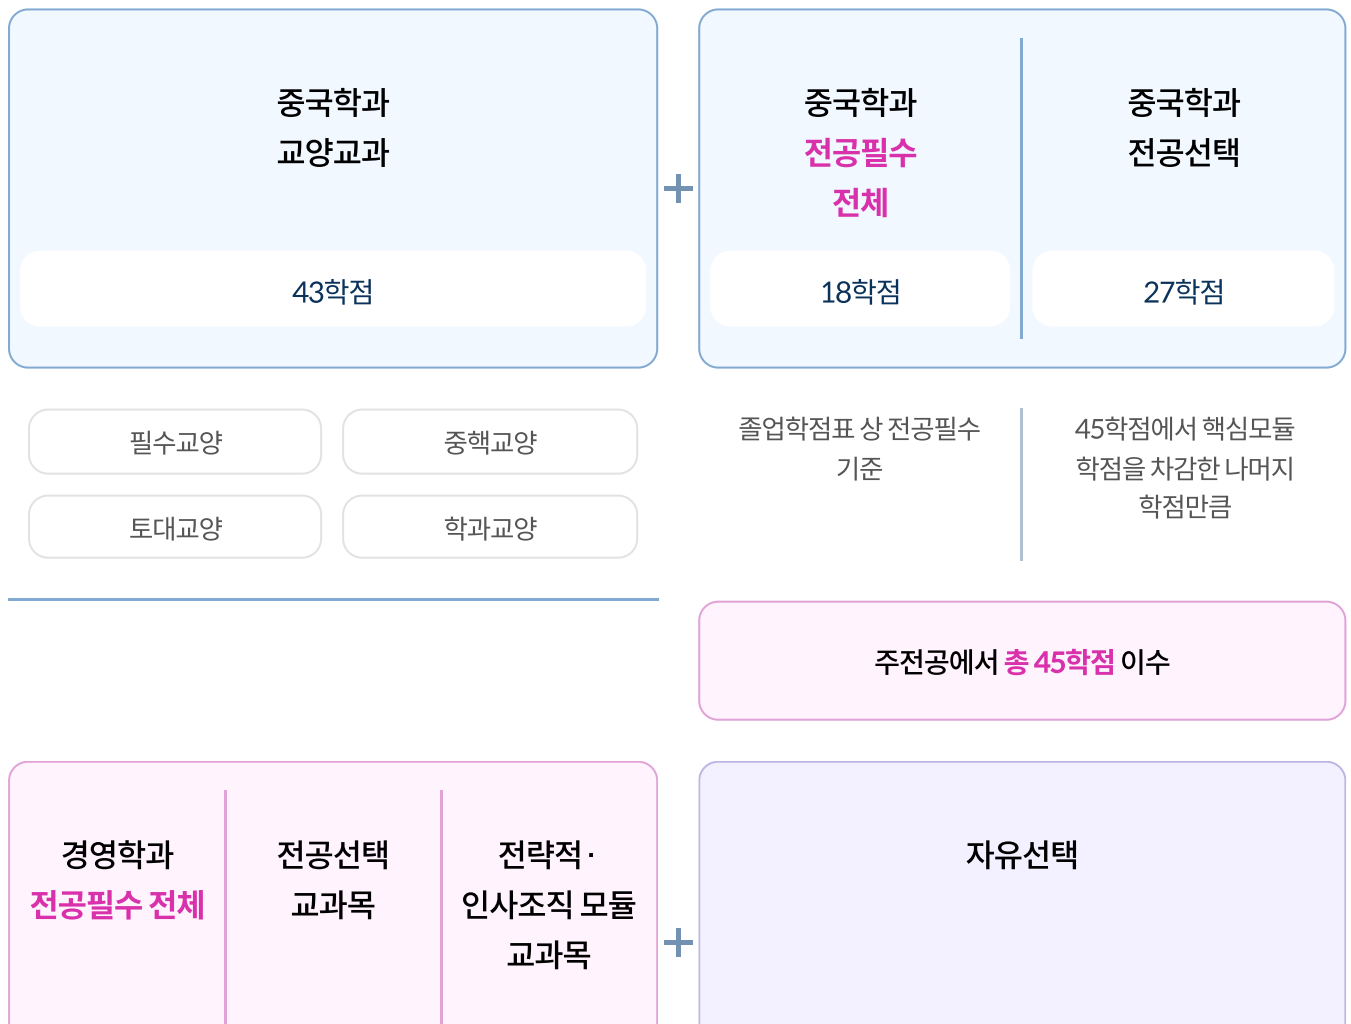 중국학과
교양교과
43학점
중국학과
전공필수
전체
18학점
중국학과
전공선택
27학점
필수교양
중핵교양
토대교양
학과교양
졸업학점표 상 전공필수
기준
45학점에서 핵심모듈
학점을 차감한 나머지
학점만큼
주전공에서 총 45학점 이수
경영학과
전공필수 전체
전공선택
교과목
전략적·
인사조직 모듈
교과목
자유선택